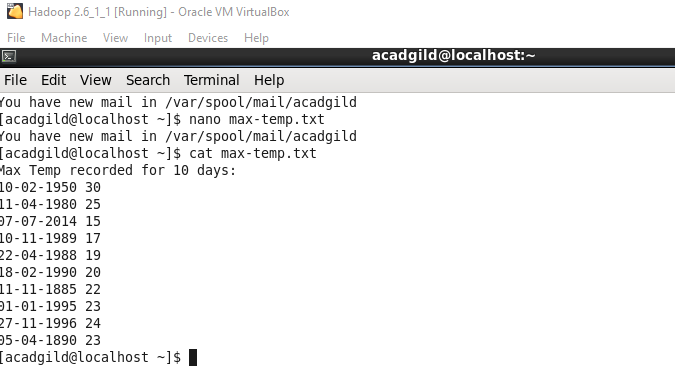 Hadoop 2.6_1_1 [Running] - Oracle VM VirtualBox
File Machine View Input Devices Help
acadgild@localhost:~
File Edit View Search Terminal Help
You have new mail in /var/spool/mail/acadgild
[acadgild@localhost ~]$ nano max-temp.txt
You have new mail in /var/spool/mail/acadgild
[acadgild@localhost ~]$ cat max-temp.txt
Max Temp recorded for 10 days:
10-02-1950 30
11-04-1980 25
07-07-2014 15
10-11-1989 17
22-04-1988 19
18-02-1990 20
11-11-1885 22
01-01-1995 23
27-11-1996 24
05-04-1890 23
[acadgild@localhost ~]$